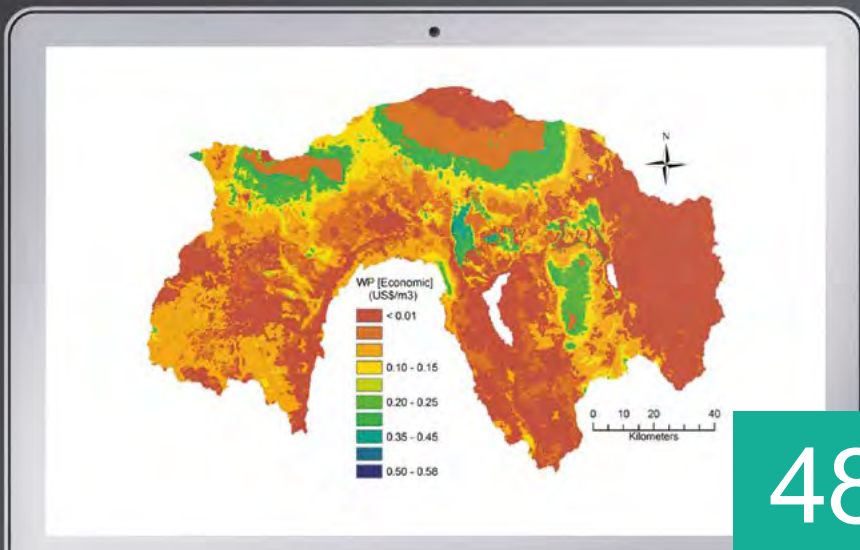 N
WP [Economic]
(US$/m3)
< 0.01
0.10 - 0.15
0.20 - 0.25
0.35 - 0.45
0.50 - 0.58
0 10 20 40
Kilometers
48